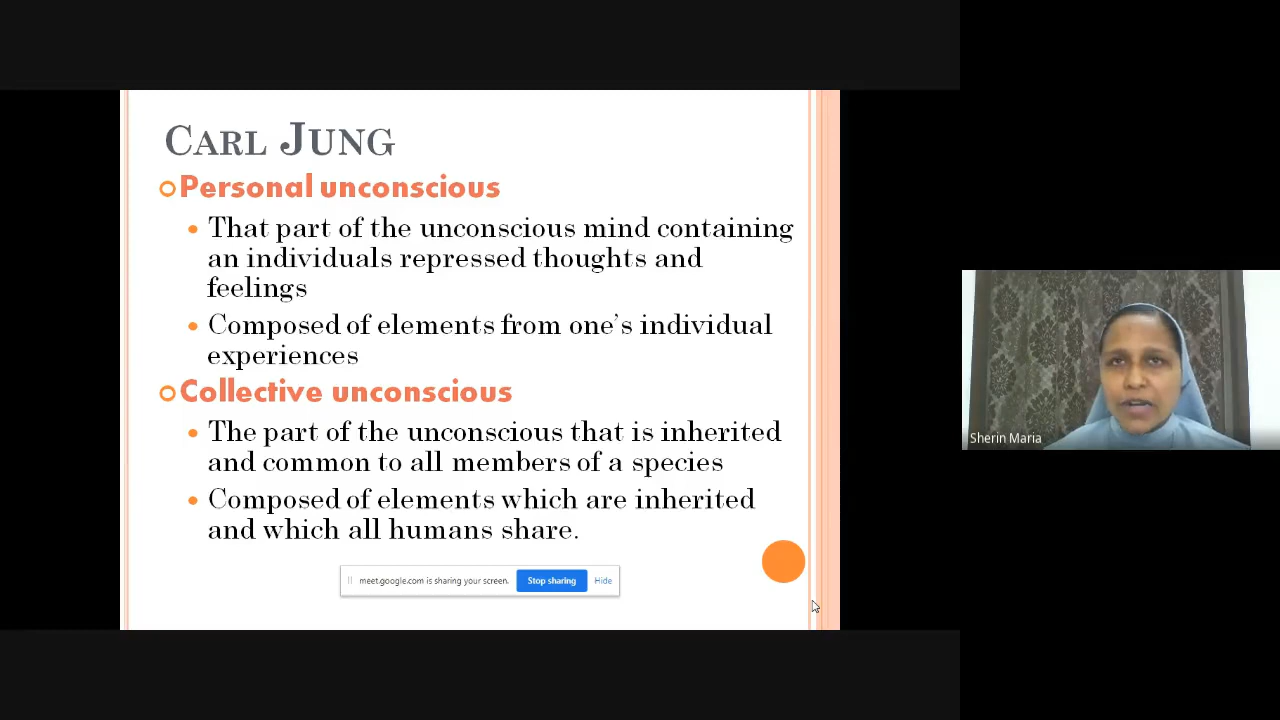 CARL JUNG
Personal unconscious
That part of the unconscious mind containing
an individuals repressed thoughts and
feelings
Composed of elements from one's individual
experiences
Collective unconscious
The part of the unconscious that is inherited
and common to all members of a species
Composed of elements which are inherited
and which all humans share.
meet.google.com is sharing your screen. Stop sharing Hide
Sherin Maria